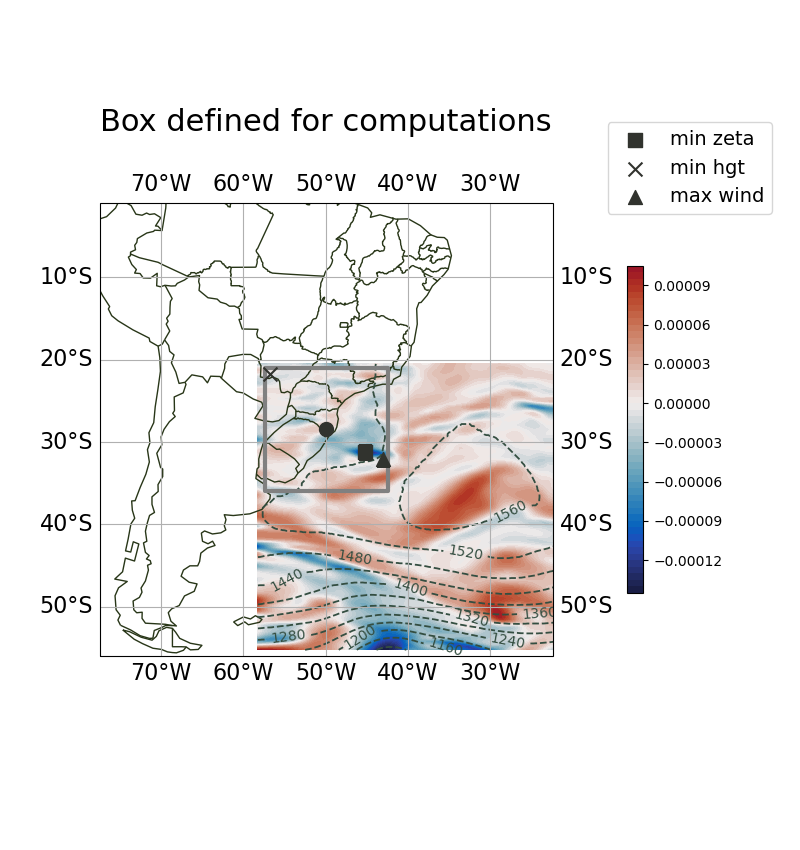 Box defined for computations
min zeta
min hgt
max wind
70°W 60°W 50°W 40°W 30°W
10°S 10°S
20°S 20°S
30°S 30°S
40°S 40°S
50°S 50°S
70°W 60°W 50°W 40°W 30°W
0.00009
0.00006
0.00003
0.00000
−0.00003
−0.00006
−0.00009
−0.00012
1560
1520
1480
1440
1400
1360
1320
1280
1240
1200
1160